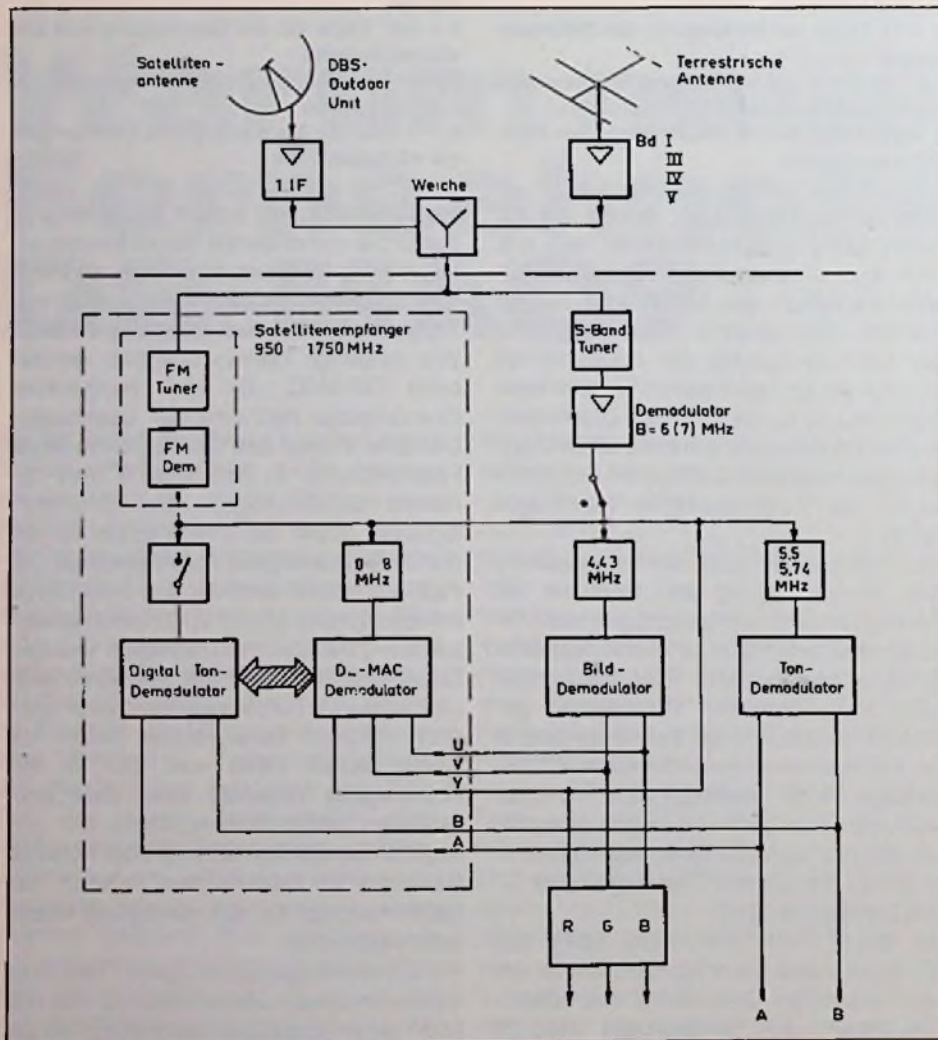 Satelliten-
antenne
DBS-
Outdoor
Unit
Terrestrische
Antenne
1. IF
Weiche
Bd I
III
IV
V
Satellitenempfänger
950 - 1750 MHz
FM
Tuner
FM
Dem
S-Band
Tuner
Demodulator
B = 6 (7) MHz
0 8
MHz
4,43
MHz
5,5
5,74
MHz
Digital Ton-
Demodulator
D_-MAC
Demodulator
Bild-
Demodulator
Ton-
Demodulator
U
V
Y
B
A
R G B
A B